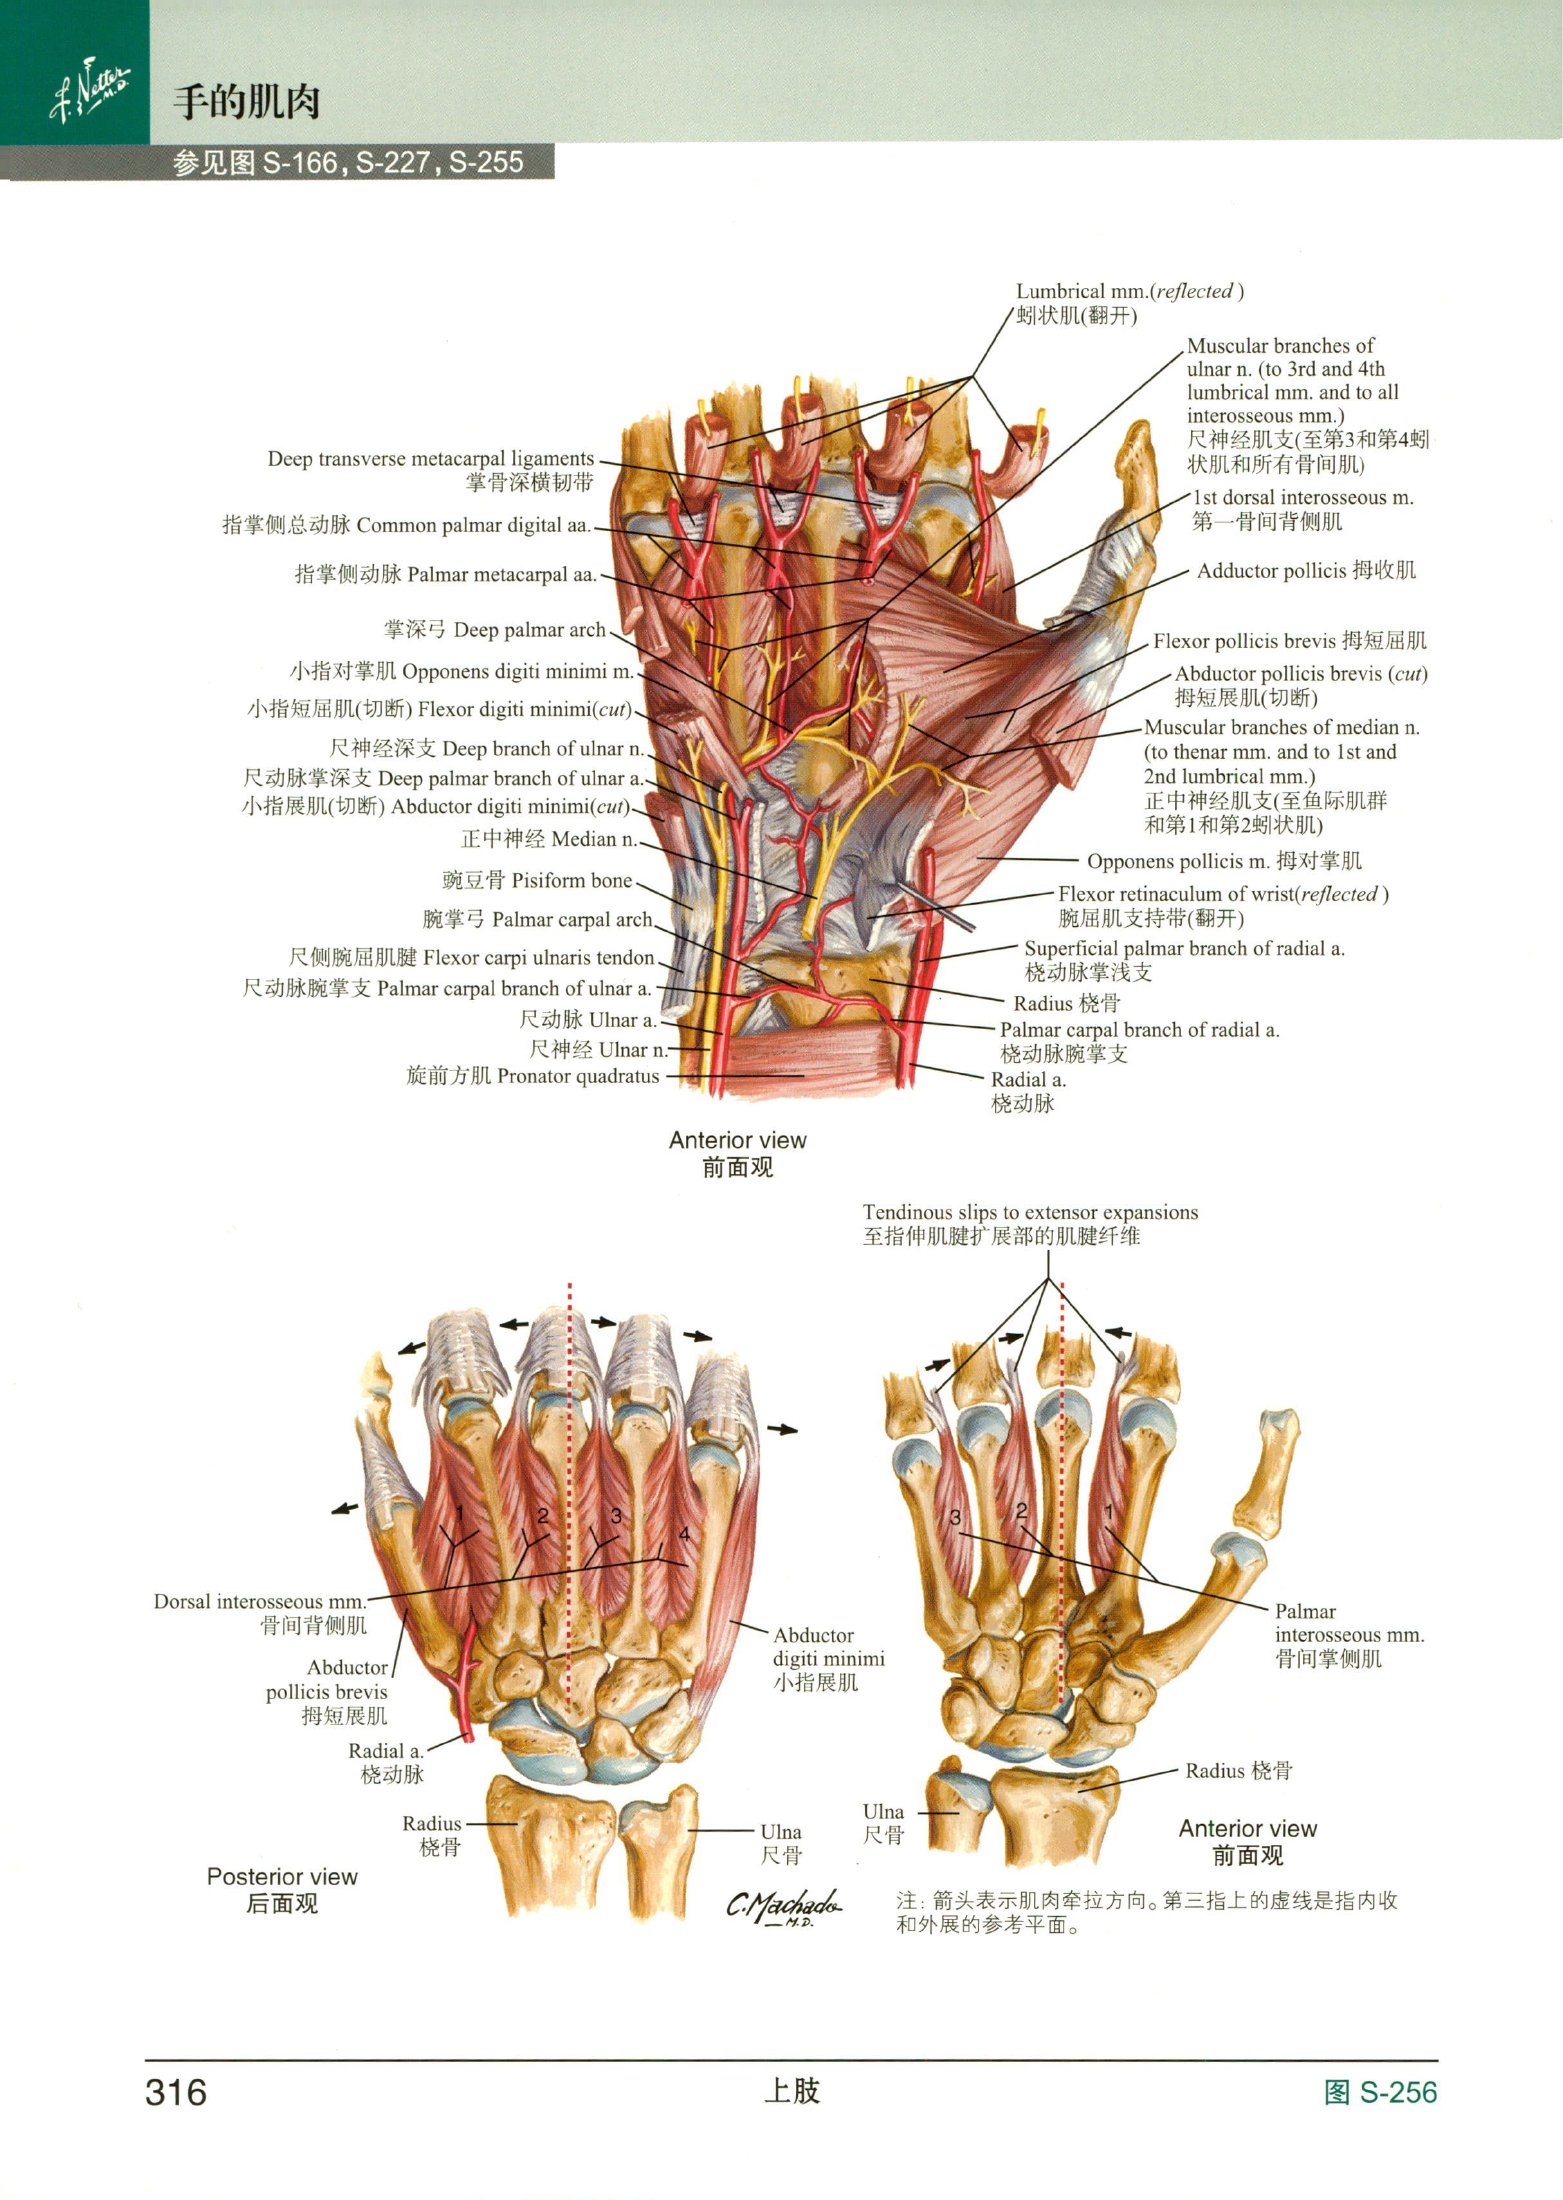 F. Netter M.D.
手的肌肉
参见图 S-166, S-227, S-255
Lumbrical mm.(reflected)
蚓状肌(翻开)
Muscular branches of
ulnar n. (to 3rd and 4th
lumbrical mm. and to all
interosseous mm.)
尺神经肌支(至第3和第4蚓
状肌和所有骨间肌)
1st dorsal interosseous m.
第一骨间背侧肌
Adductor pollicis 拇收肌
Flexor pollicis brevis 拇短屈肌
Abductor pollicis brevis (cut)
拇短展肌(切断)
Muscular branches of median n.
(to thenar mm. and to 1st and
2nd lumbrical mm.)
正中神经肌支(至鱼际肌群
和第1和第2蚓状肌)
Opponens pollicis m. 拇对掌肌
Flexor retinaculum of wrist(reflected)
腕屈肌支持带(翻开)
Superficial palmar branch of radial a.
桡动脉掌浅支
Radius 桡骨
Palmar carpal branch of radial a.
桡动脉腕掌支
Radial a.
桡动脉
Deep transverse metacarpal ligaments
掌骨深横韧带
指掌侧总动脉 Common palmar digital aa.
指掌侧动脉 Palmar metacarpal aa.
掌深弓 Deep palmar arch
小指对掌肌 Opponens digiti minimi m.
小指短屈肌(切断) Flexor digiti minimi(cut)
尺神经深支 Deep branch of ulnar n.
尺动脉掌深支 Deep palmar branch of ulnar a.
小指展肌(切断) Abductor digiti minimi(cut)
正中神经 Median n.
豌豆骨 Pisiform bone
腕掌弓 Palmar carpal arch
尺侧腕屈肌腱 Flexor carpi ulnaris tendon
尺动脉腕掌支 Palmar carpal branch of ulnar a.
尺动脉 Ulnar a.
尺神经 Ulnar n.
旋前方肌 Pronator quadratus
Anterior view
前面观
Tendinous slips to extensor expansions
至指伸肌腱扩展部的肌腱纤维
1
2
3
4
Dorsal interosseous mm.
骨间背侧肌
Abductor
pollicis brevis
拇短展肌
Radial a.
桡动脉
Radius
桡骨
Abductor
digiti minimi
小指展肌
Ulna
尺骨
Posterior view
后面观
C.Machado
M.D.
3
2
1
Palmar
interosseous mm.
骨间掌侧肌
Radius 桡骨
Ulna
尺骨
Anterior view
前面观
注: 箭头表示肌肉牵拉方向。第三指上的虚线是指内收
和外展的参考平面。
316
上肢
图 S-256